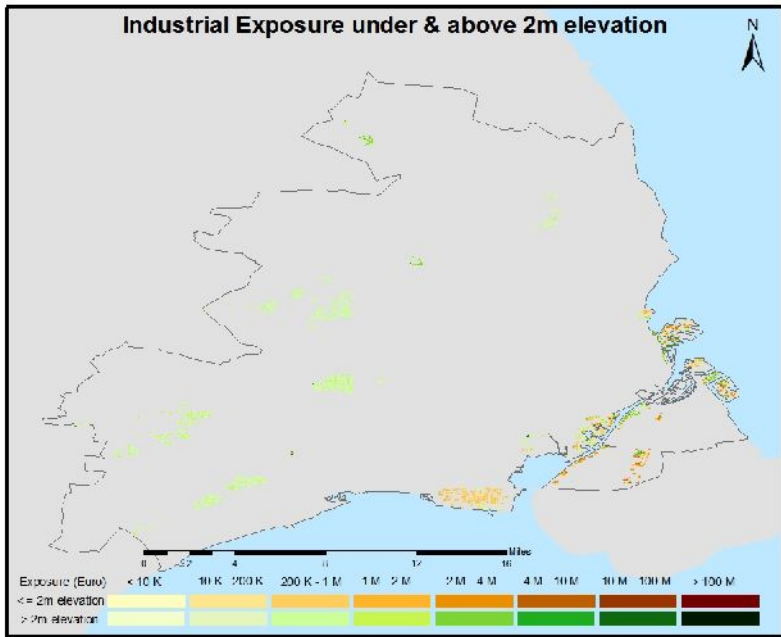 Industrial Exposure under & above 2m elevation
N
Miles
0 2 4 8 12 16
Exposure (Euro) < 10 K 10 K - 200 K 200 K - 1 M 1 M - 2 M 2 M - 4 M 4 M - 10 M 10 M - 100 M > 100 M
<= 2m elevation
> 2m elevation